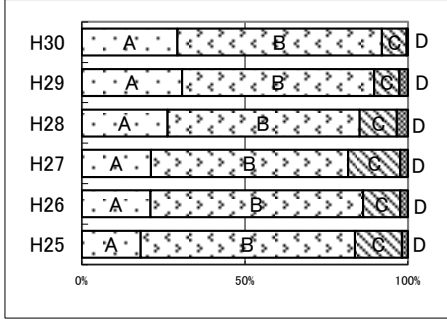 H30 A B C D
H29 A B C D
H28 A B C D
H27 A B C D
H26 A B C D
H25 A B C D
0% 50% 100%